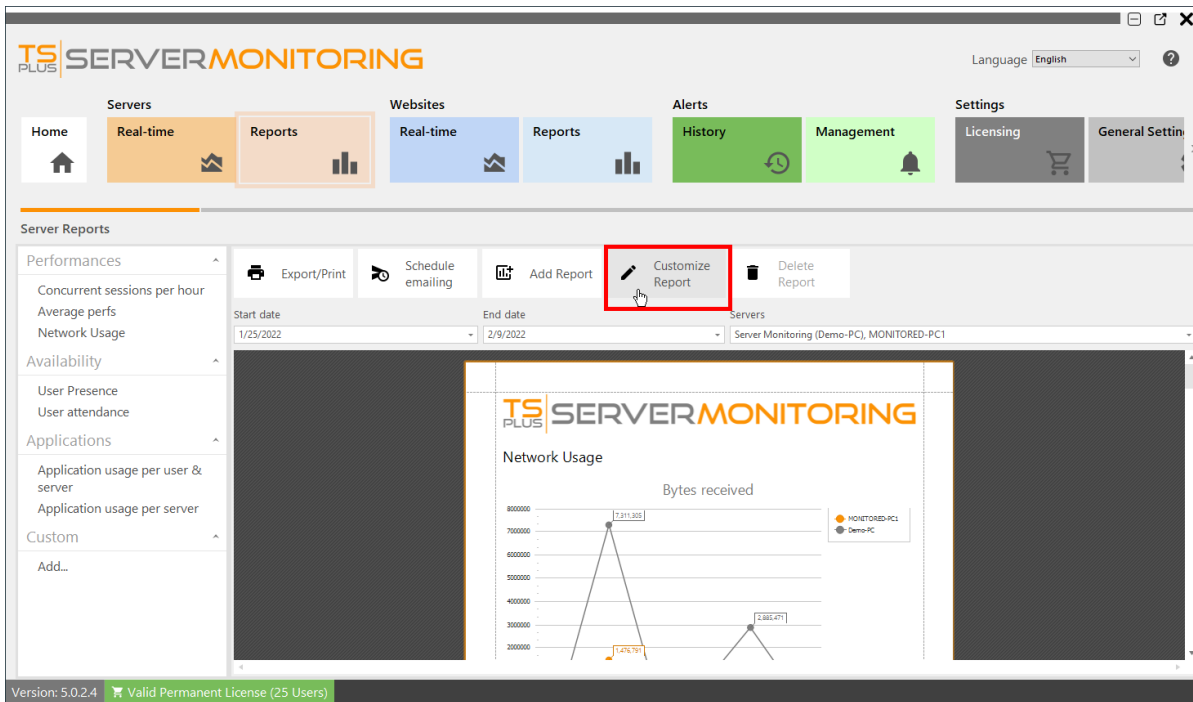 TS PLUS SERVER MONITORING
Language English
Servers
Websites
Alerts
Settings
Home
Real-time
Reports
Real-time
Reports
History
Management
Licensing
General Settin
Server Reports
Performances
Concurrent sessions per hour
Average perfs
Network Usage
Availability
User Presence
User attendance
Applications
Application usage per user &
server
Application usage per server
Custom
Add...
Export/Print
Schedule
emailing
Add Report
Customize
Report
Delete
Report
Start date
End date
Servers
1/25/2022
2/9/2022
Server Monitoring (Demo-PC), MONITORED-PC1
TS PLUS SERVER MONITORING
Network Usage
Bytes received
8000000
7000000
6000000
5000000
4000000
3000000
2000000
7,311,305
2,885,471
1,476,791
MONITORED-PC1
Demo-PC
Version: 5.0.2.4
Valid Permanent License (25 Users)